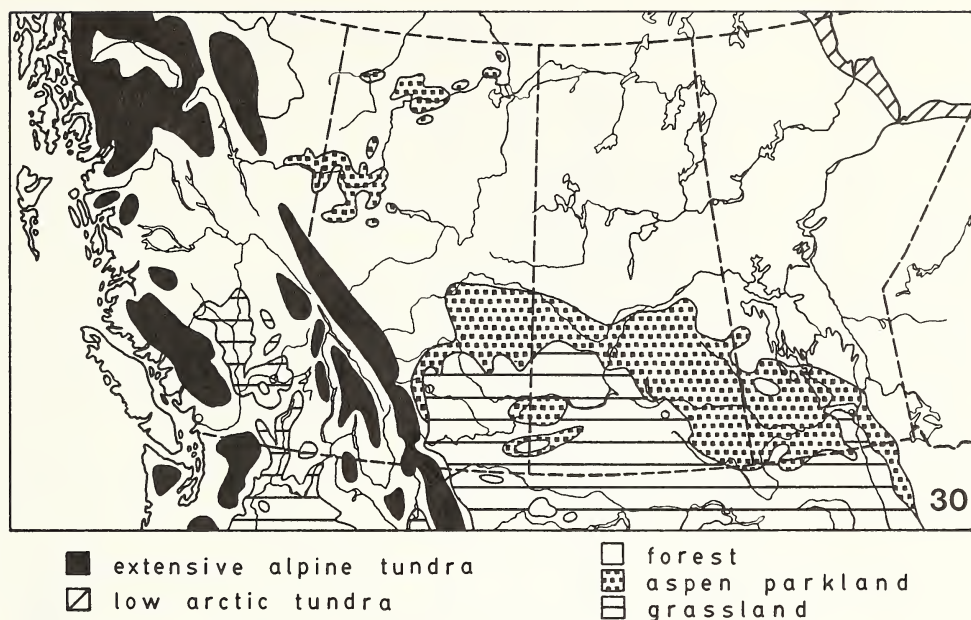 30
extensive alpine tundra
low arctic tundra
forest
aspen parkland
grassland